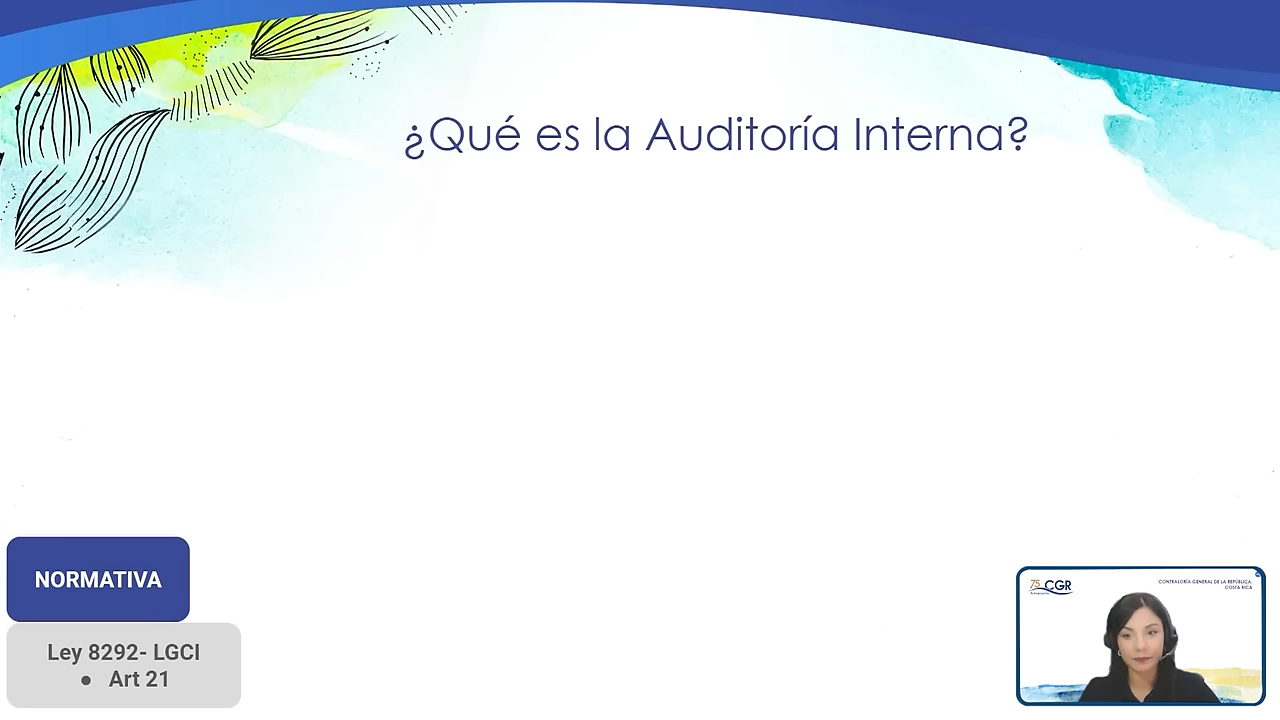 ¿Qué es la Auditoría Interna?
NORMATIVA
Ley 8292- LGCI
● Art 21
75 CGR
CONTRALORÍA GENERAL DE LA REPÚBLICA,
COSTA RICA